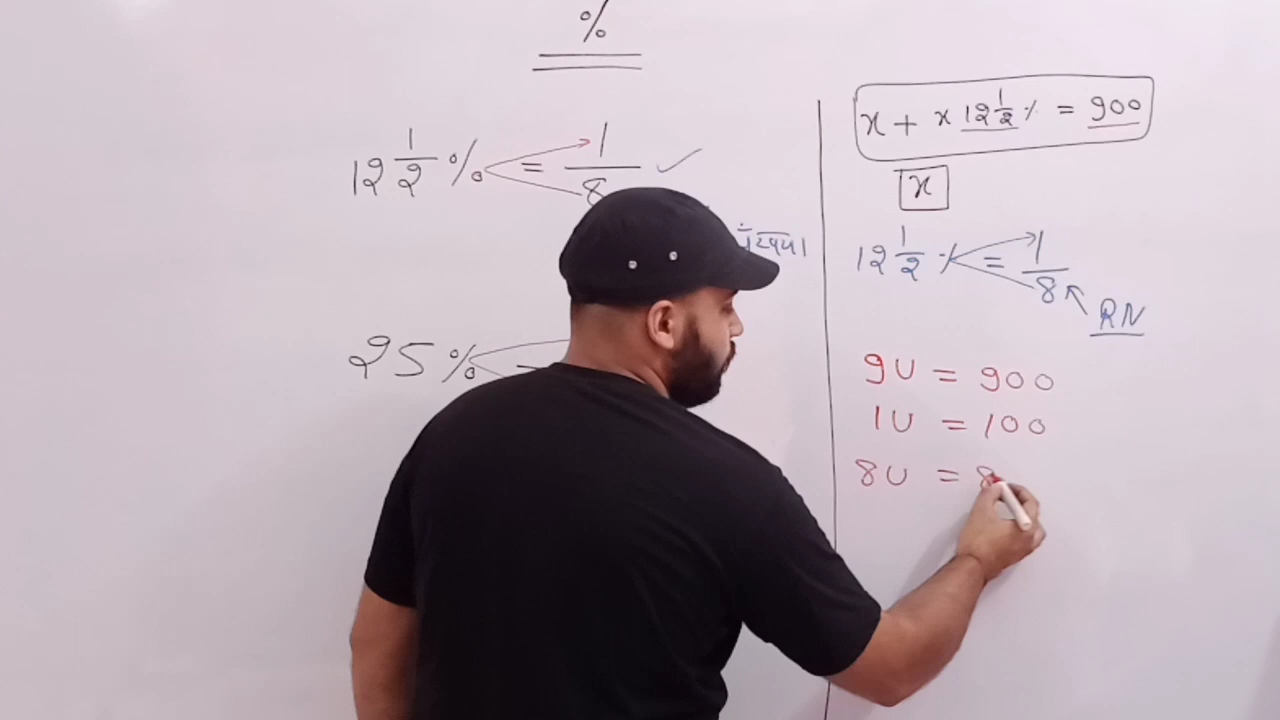 %
12 1/2 % = 1/8 ✓
25% =
x + x 12 1/2 % = 900
x
12 1/2 % = 1/8 RN
9U = 900
1U = 100
8U = 8